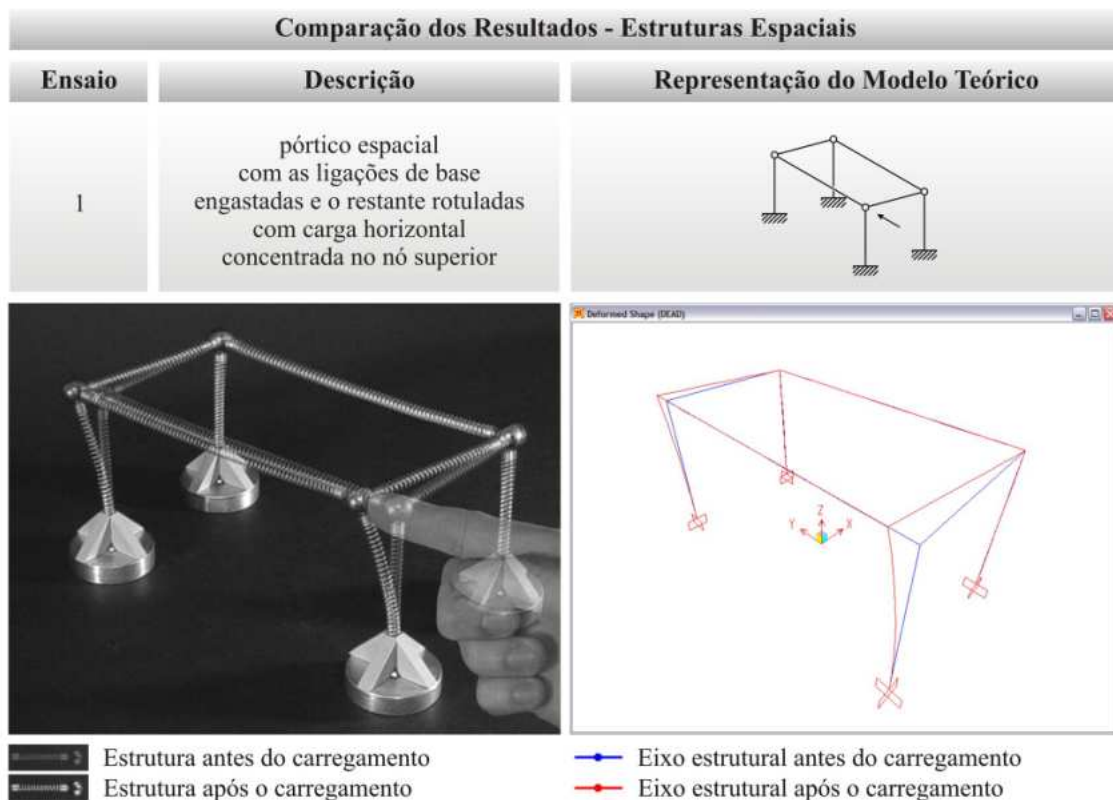 Comparação dos Resultados - Estruturas Espaciais
Ensaio
Descrição
Representação do Modelo Teórico
1
pórtico espacial
com as ligações de base
engastadas e o restante rotuladas
com carga horizontal
concentrada no nó superior
Deformed Shape (DEAD)
Z
Y
X
Estrutura antes do carregamento
Estrutura após o carregamento
Eixo estrutural antes do carregamento
Eixo estrutural após o carregamento